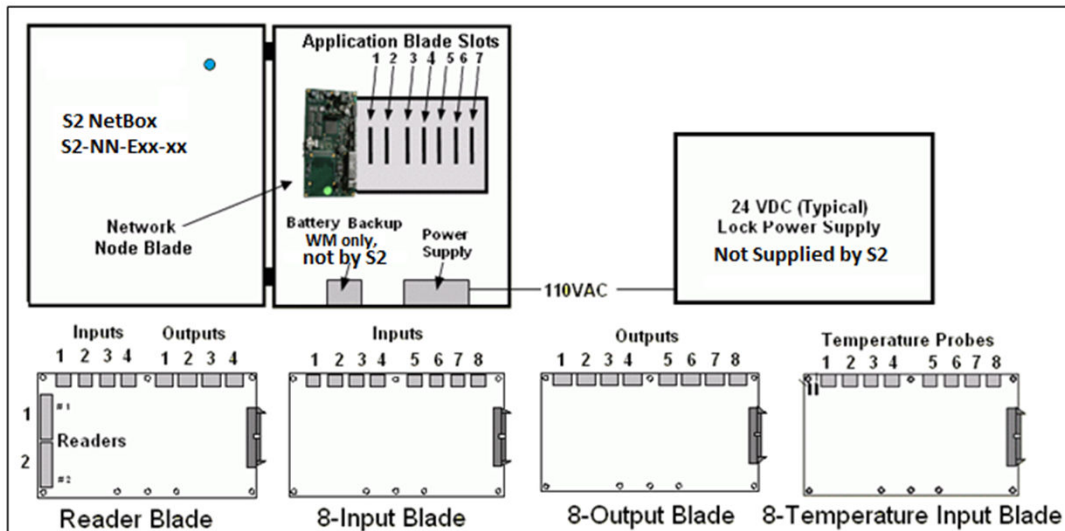 Application Blade Slots
1 2 3 4 5 6 7
S2 NetBox
S2-NN-Exx-xx
Network
Node Blade
Battery Backup
WM only,
not by S2
Power
Supply
110VAC
24 VDC (Typical)
Lock Power Supply
Not Supplied by S2
Inputs Outputs
1 2 3 4 1 2 3 4
1 #1
Readers
2 #2
Reader Blade
Inputs
1 2 3 4 5 6 7 8
8-Input Blade
Outputs
1 2 3 4 5 6 7 8
8-Output Blade
Temperature Probes
1 2 3 4 5 6 7 8
8-Temperature Input Blade